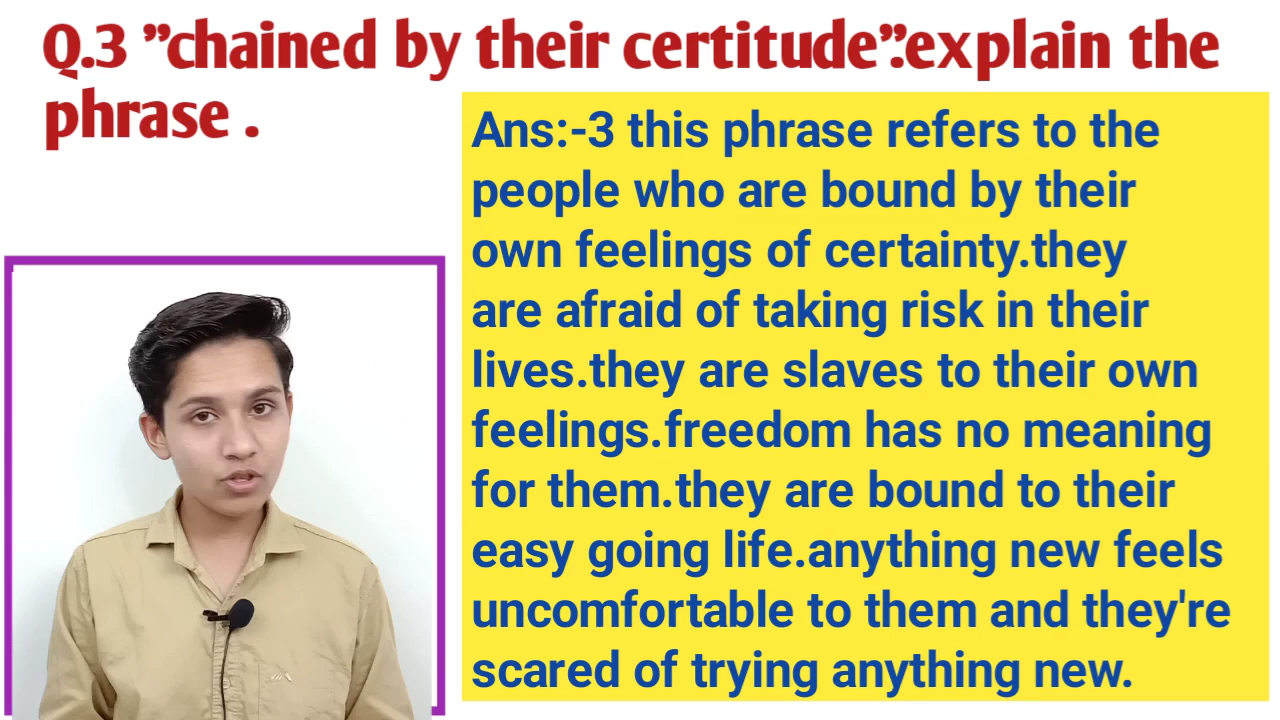 Q.3 ”chained by their certitude”.explain the
phrase .
Ans:-3 this phrase refers to the
people who are bound by their
own feelings of certainty.they
are afraid of taking risk in their
lives.they are slaves to their own
feelings.freedom has no meaning
for them.they are bound to their
easy going life.anything new feels
uncomfortable to them and they're
scared of trying anything new.